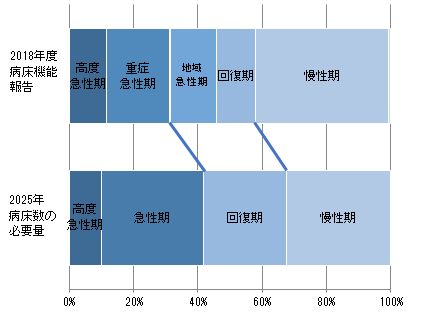 2018年度
病床機能
報告
高度
急性期
重症
急性期
地域
急性期
回復期
慢性期
2025年
病床数の
必要量
高度
急性期
急性期
回復期
慢性期
0%
20%
40%
60%
80%
100%